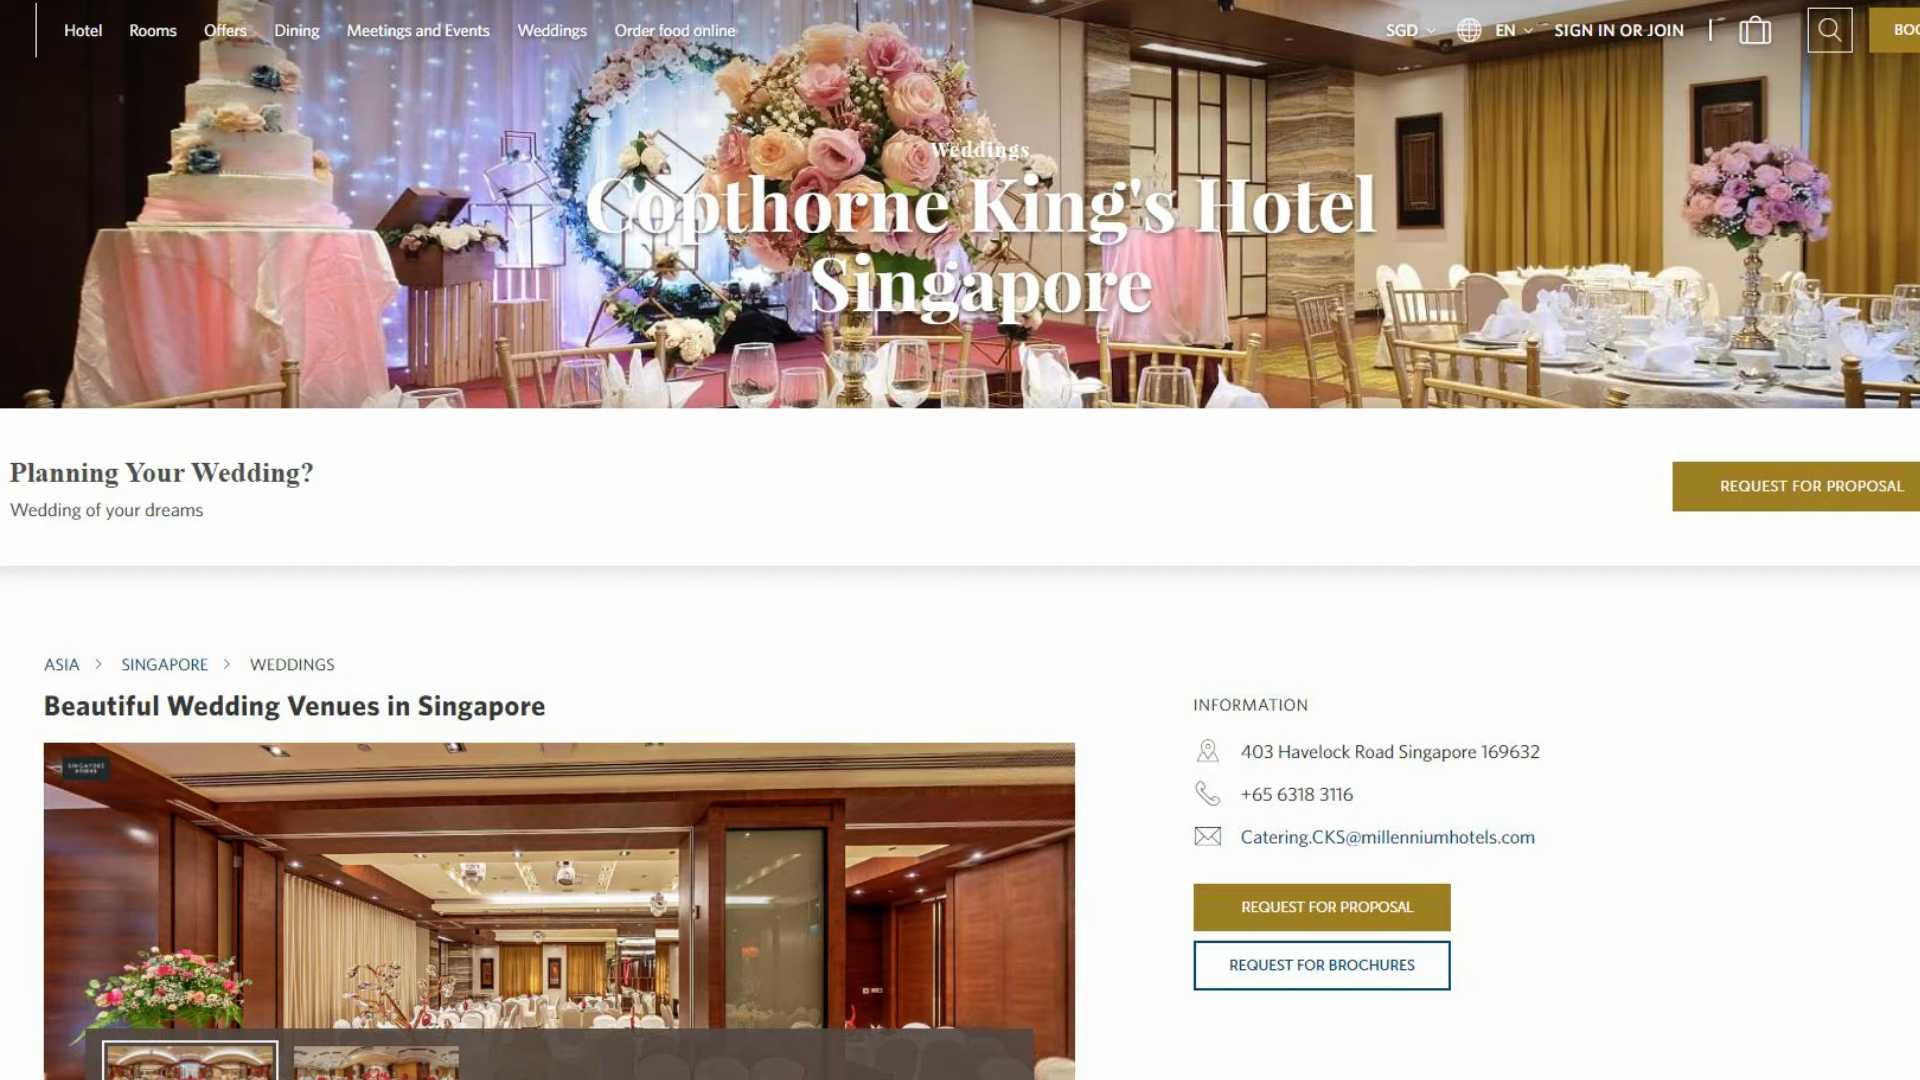 Hotel Rooms Offers Dining Meetings and Events Weddings Order food online SGD EN SIGN IN OR JOIN BOO
Weddings
Copthorne King's Hotel
Singapore
Planning Your Wedding?
Wedding of your dreams
REQUEST FOR PROPOSAL
ASIA > SINGAPORE > WEDDINGS
Beautiful Wedding Venues in Singapore
INFORMATION
403 Havelock Road Singapore 169632
+65 6318 3116
Catering.CKS@millenniumhotels.com
REQUEST FOR PROPOSAL
REQUEST FOR BROCHURES